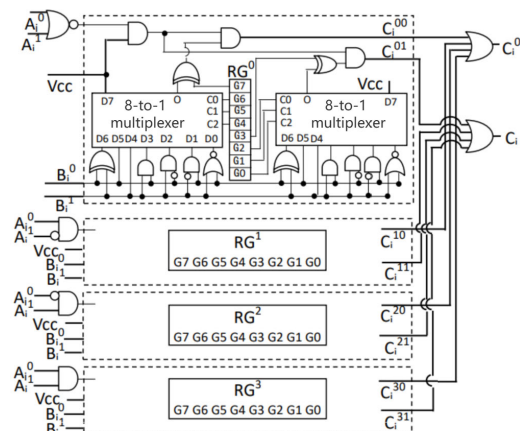 A_i^0
A_i^1
Vcc
C_i^00
C_i^01
C_i^0
RG^0
Vcc
D7 O C0 C1 C2
8-to-1
multiplexer
D6 D5 D4 D3 D2 D1 D0
G7
G6
G5
G4
G3
G2
G1
G0
C0 C1 C2 O D7
8-to-1
multiplexer
D6 D5 D4
C_i
B_i^0
B_i^1
A_i^0
A_i^1
Vcc
B_i^0
B_i^1
RG^1
G7 G6 G5 G4 G3 G2 G1 G0
C_i^10
C_i^11
A_i^0
A_i^1
Vcc
B_i^0
B_i^1
RG^2
G7 G6 G5 G4 G3 G2 G1 G0
C_i^20
C_i^21
A_i^0
A_i^1
Vcc
B_i^0
B_i^1
RG^3
G7 G6 G5 G4 G3 G2 G1 G0
C_i^30
C_i^31